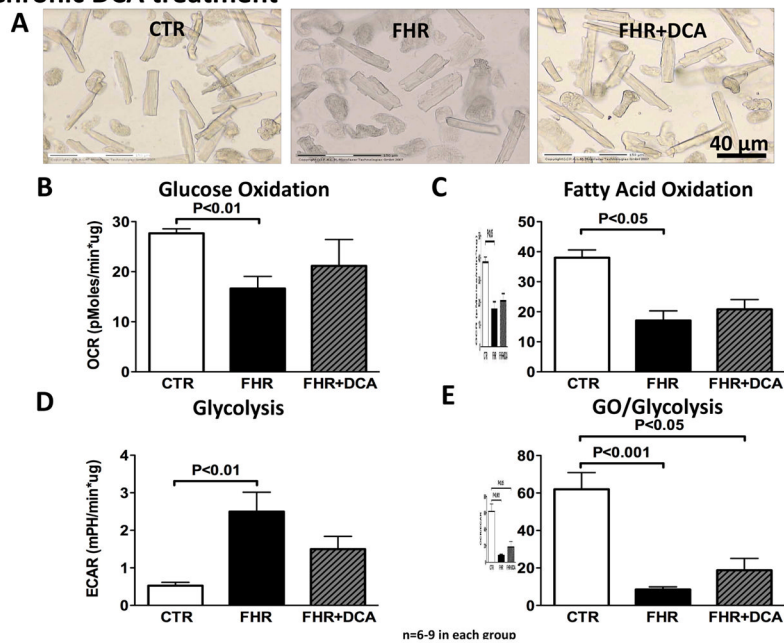 chronic DCA treatment
A
CTR
FHR
FHR+DCA
40 µm
B
Glucose Oxidation
P<0.01
30
20
10
0
OCR (pMoles/min*ug)
CTR
FHR
FHR+DCA
C
Fatty Acid Oxidation
P<0.05
50
40
30
20
10
0
CTR
FHR
FHR+DCA
D
Glycolysis
P<0.01
4
3
2
1
0
ECAR (mPH/min*ug)
CTR
FHR
FHR+DCA
E
GO/Glycolysis
P<0.05
P<0.001
80
60
40
20
0
CTR
FHR
FHR+DCA
n=6-9 in each group